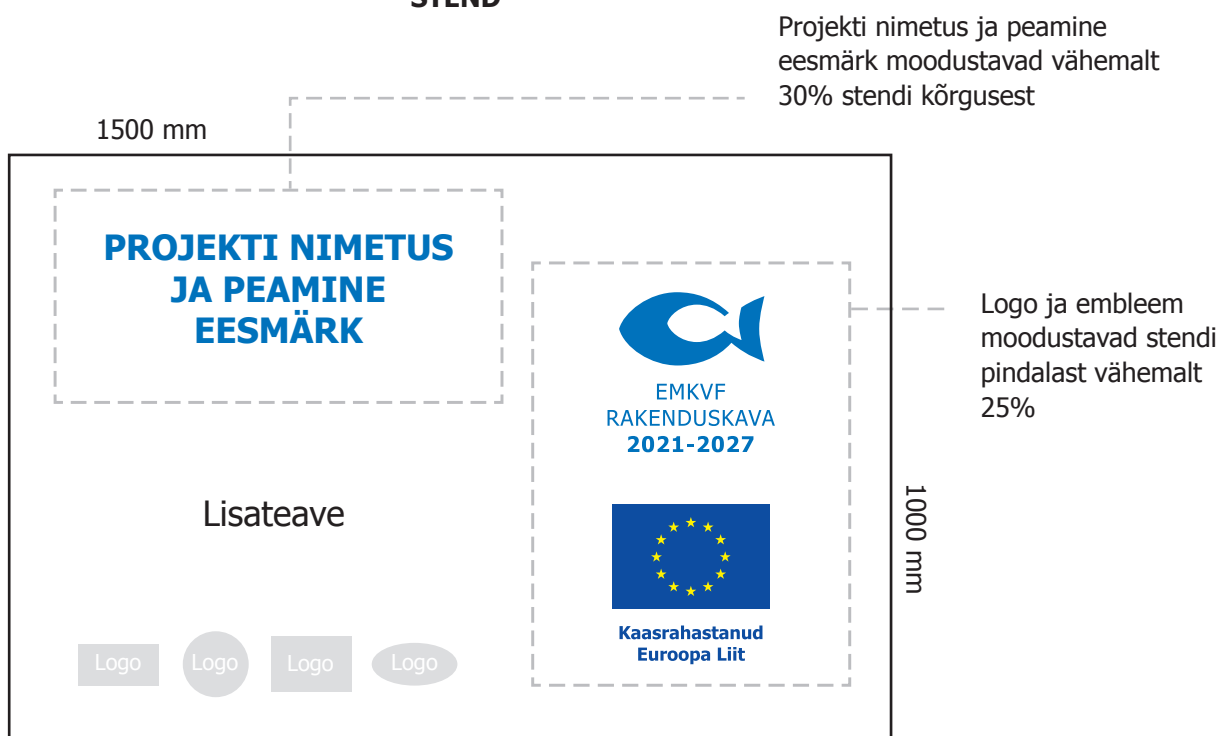 STEND
Projekti nimetus ja peamine
eesmärk moodustavad vähemalt
30% stendi kõrgusest
1500 mm
PROJEKTI NIMETUS
JA PEAMINE
EESMÄRK
Logo ja embleem
moodustavad stendi
pindalast vähemalt
25%
EMKVF
RAKENDUSKAVA
2021-2027
Lisateave
1000 mm
Kaasrahastanud
Euroopa Liit
Logo Logo Logo Logo